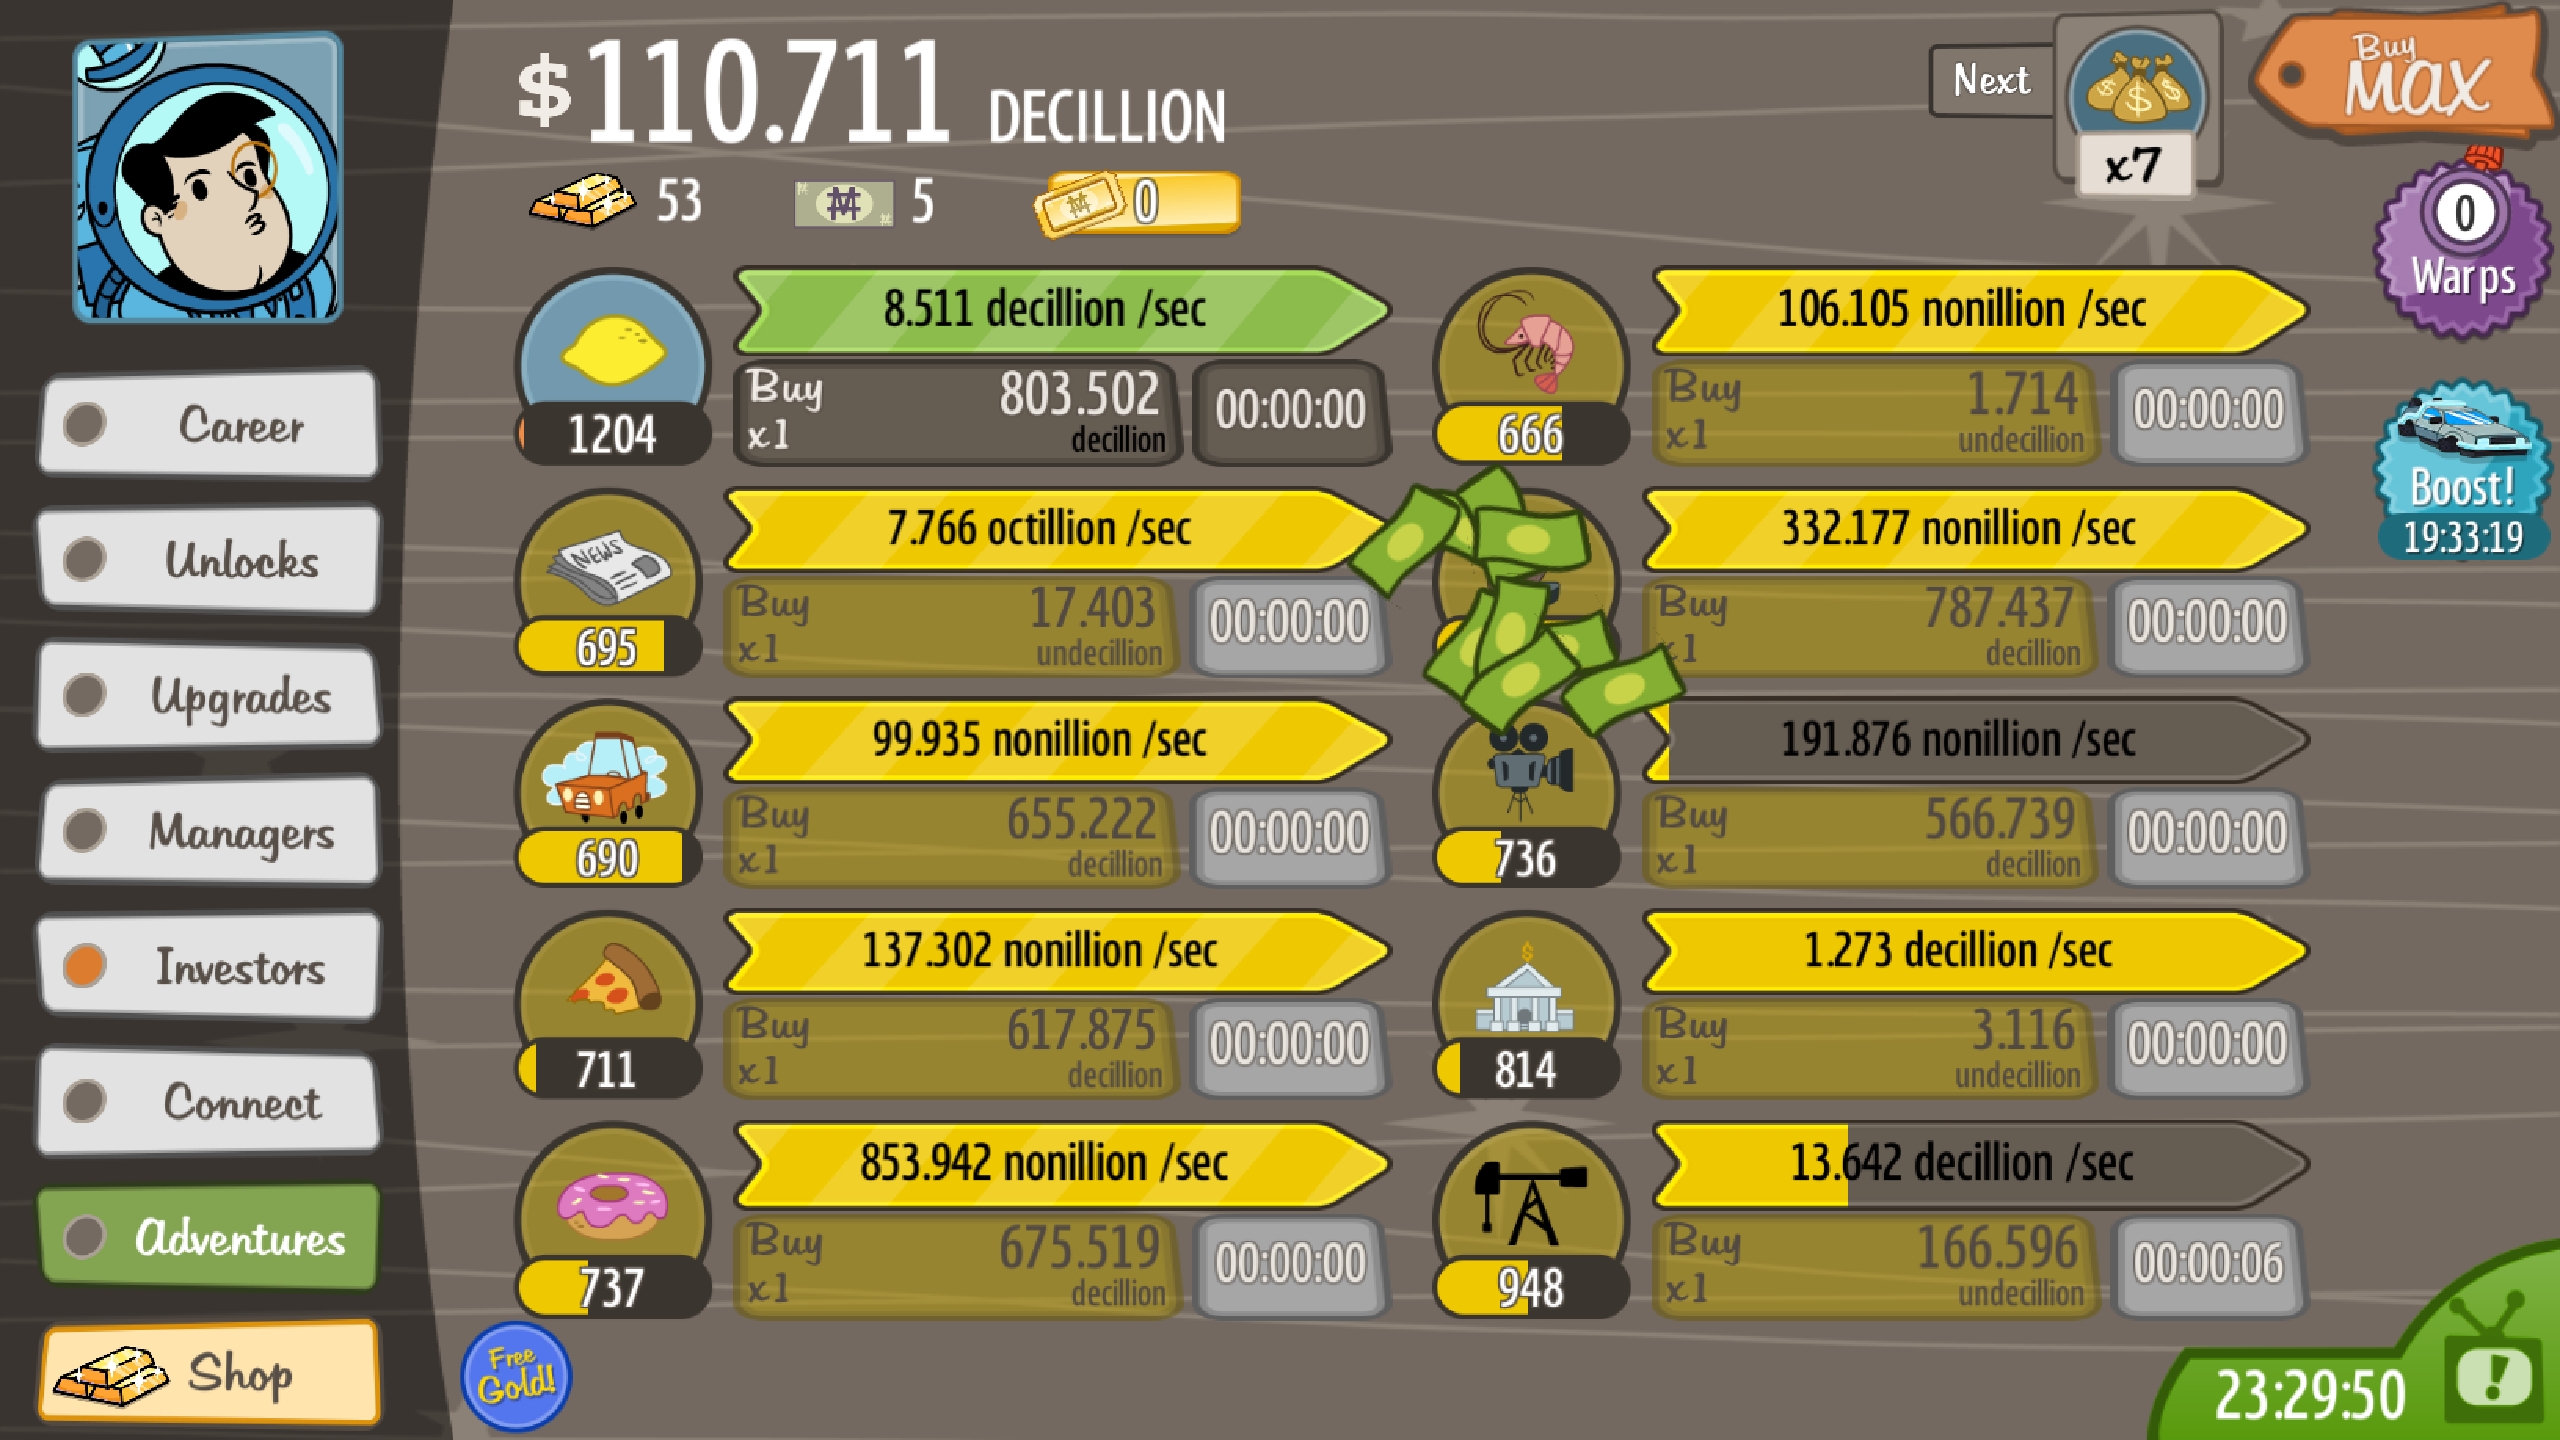 $110.711 DECILLION
53
5
0
Next
x7
Buy
MAX
0
Warps
Boost!
19:33:19
Career
Unlocks
Upgrades
Managers
Investors
Connect
Adventures
Shop
8.511 decillion /sec
Buy x1
803.502 decillion
00:00:00
1204
106.105 nonillion /sec
Buy x1
1.714 undecillion
00:00:00
666
NEWS
7.766 octillion /sec
Buy x1
17.403 undecillion
00:00:00
695
332.177 nonillion /sec
Buy x1
787.437 decillion
00:00:00
99.935 nonillion /sec
Buy x1
655.222 decillion
00:00:00
690
191.876 nonillion /sec
Buy x1
566.739 decillion
00:00:00
736
137.302 nonillion /sec
Buy x1
617.875 decillion
00:00:00
711
1.273 decillion /sec
Buy x1
3.116 undecillion
00:00:00
814
853.942 nonillion /sec
Buy x1
675.519 decillion
00:00:00
737
13.642 decillion /sec
Buy x1
166.596 undecillion
00:00:06
948
Free
Gold!
23:29:50